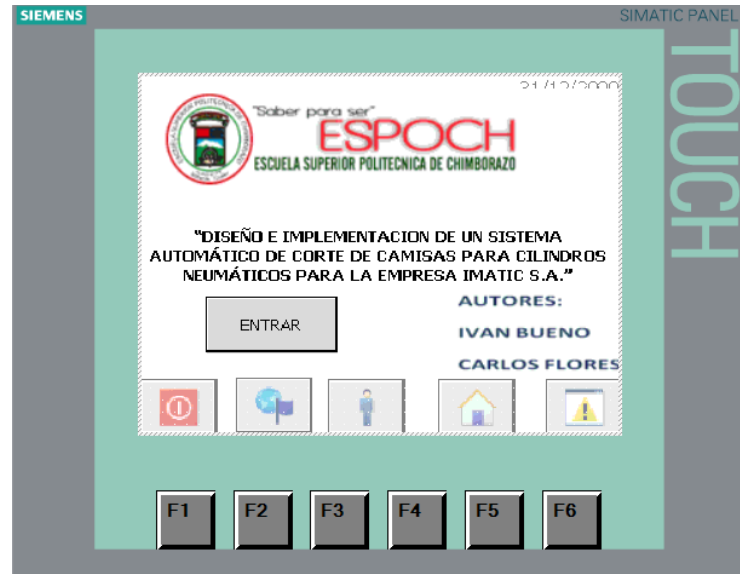 SIEMENS
SIMATIC PANEL
TOUCH
"Saber para ser"
ESPOCH
ESCUELA SUPERIOR POLITECNICA DE CHIMBORAZO
"DISEÑO E IMPLEMENTACION DE UN SISTEMA
AUTOMÁTICO DE CORTE DE CAMISAS PARA CILINDROS
NEUMÁTICOS PARA LA EMPRESA IMATIC S.A."
AUTORES:
ENTRAR
IVAN BUENO
CARLOS FLORES
F1 F2 F3 F4 F5 F6